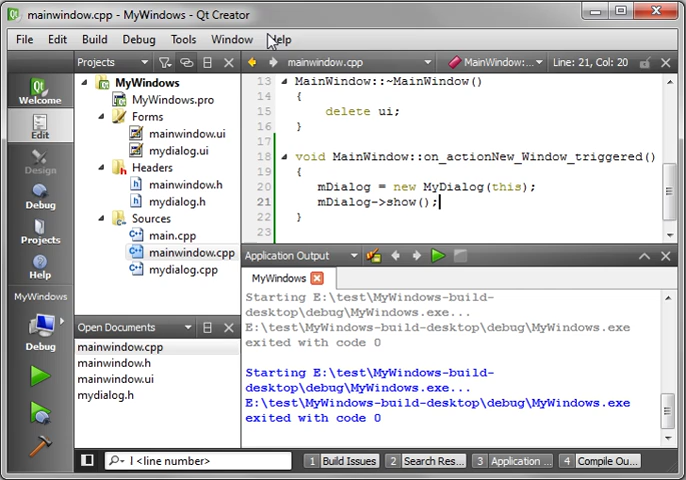 mainwindow.cpp - MyWindows - Qt Creator
File Edit Build Debug Tools Window Help
Projects
mainwindow.cpp
MainWindow:...
Line: 21, Col: 20
Qt
Welcome
Edit
Design
Debug
Projects
Help
MyWindows
Debug
MyWindows
MyWindows.pro
Forms
mainwindow.ui
mydialog.ui
Headers
mainwindow.h
mydialog.h
Sources
main.cpp
mainwindow.cpp
mydialog.cpp
Open Documents
mainwindow.cpp
mainwindow.h
mainwindow.ui
mydialog.h
13 MainWindow::~MainWindow()
14 {
15 delete ui;
16 }
17
18 void MainWindow::on_actionNew_Window_triggered()
19 {
20 mDialog = new MyDialog(this);
21 mDialog->show();
22 }
23
Application Output
MyWindows
Starting E:\test\MyWindows-build-
desktop\debug\MyWindows.exe...
E:\test\MyWindows-build-desktop\debug\MyWindows.exe
exited with code 0
Starting E:\test\MyWindows-build-
desktop\debug\MyWindows.exe...
E:\test\MyWindows-build-desktop\debug\MyWindows.exe
exited with code 0
l <line number>
1 Build Issues
2 Search Res...
3 Application ...
4 Compile Ou...